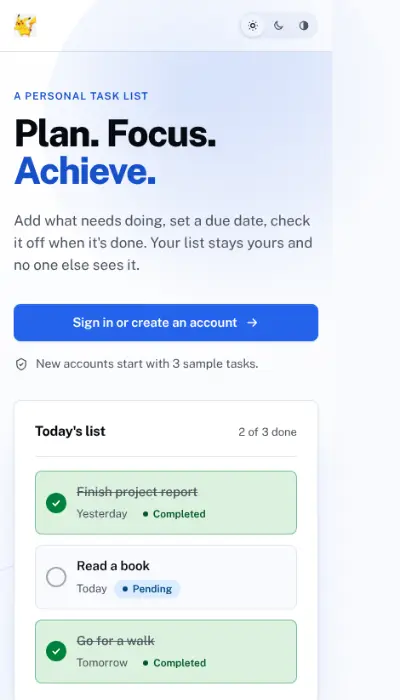 A PERSONAL TASK LIST
Plan. Focus.
Achieve.
Add what needs doing, set a due date, check
it off when it's done. Your list stays yours and
no one else sees it.
Sign in or create an account →
New accounts start with 3 sample tasks.
Today's list
2 of 3 done
Finish project report
Yesterday
• Completed
Read a book
Today
• Pending
Go for a walk
Tomorrow
• Completed